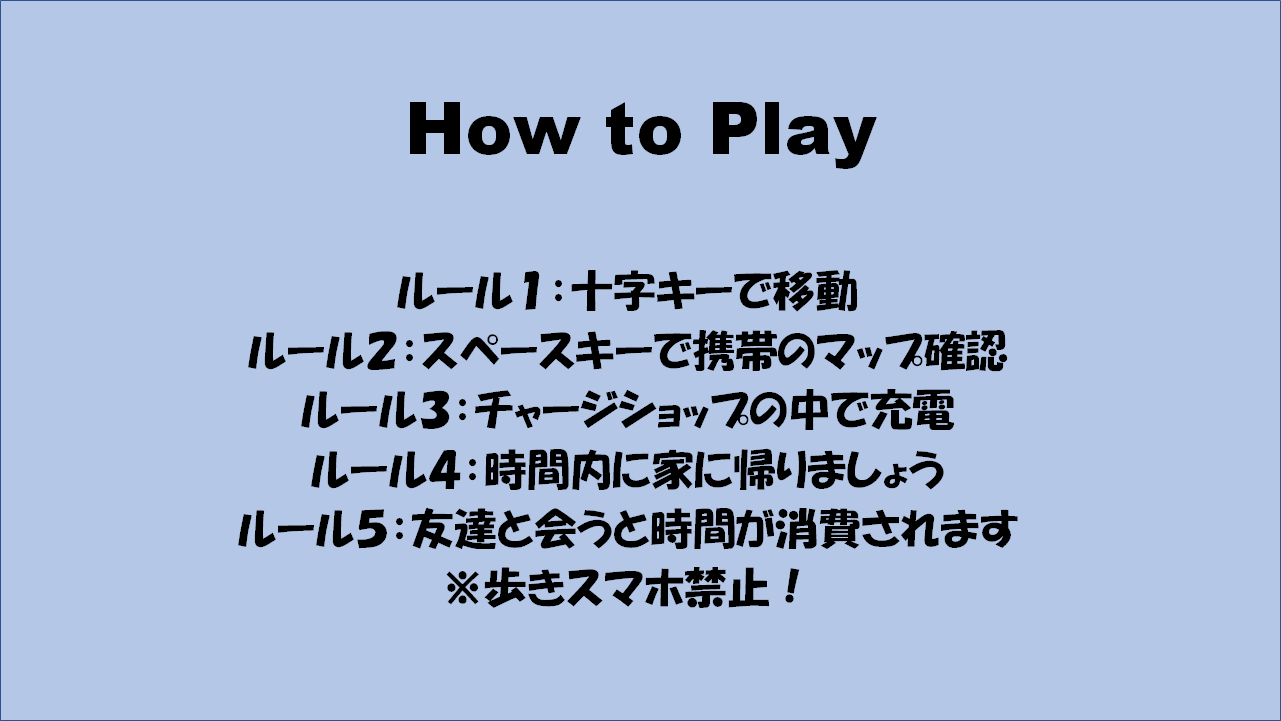 How to Play
ルール1：十字キーで移動
ルール2：スペースキーで携帯のマップ確認
ルール3：チャージショップの中で充電
ルール4：時間内に家に帰りましょう
ルール5：友達と会うと時間が消費されます
※歩きスマホ禁止！